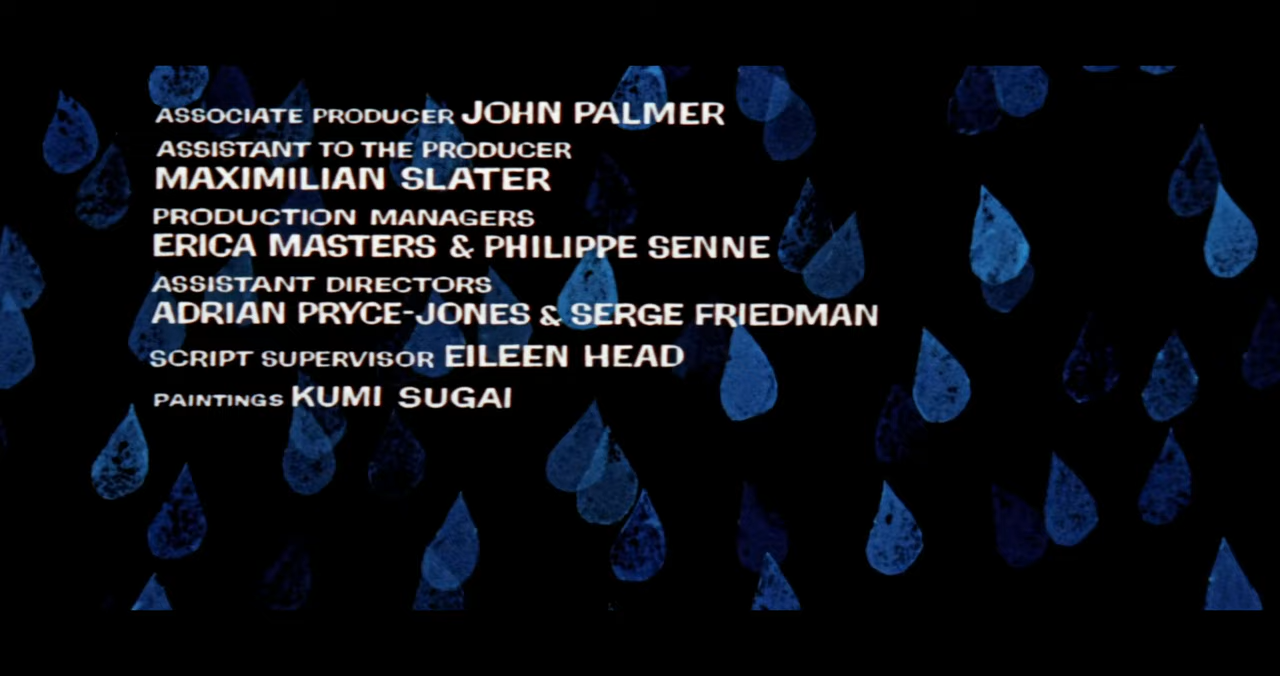 ASSOCIATE PRODUCER JOHN PALMER
ASSISTANT TO THE PRODUCER
MAXIMILIAN SLATER
PRODUCTION MANAGERS
ERICA MASTERS & PHILIPPE SENNE
ASSISTANT DIRECTORS
ADRIAN PRYCE-JONES & SERGE FRIEDMAN
SCRIPT SUPERVISOR EILEEN HEAD
PAINTINGS KUMI SUGAI